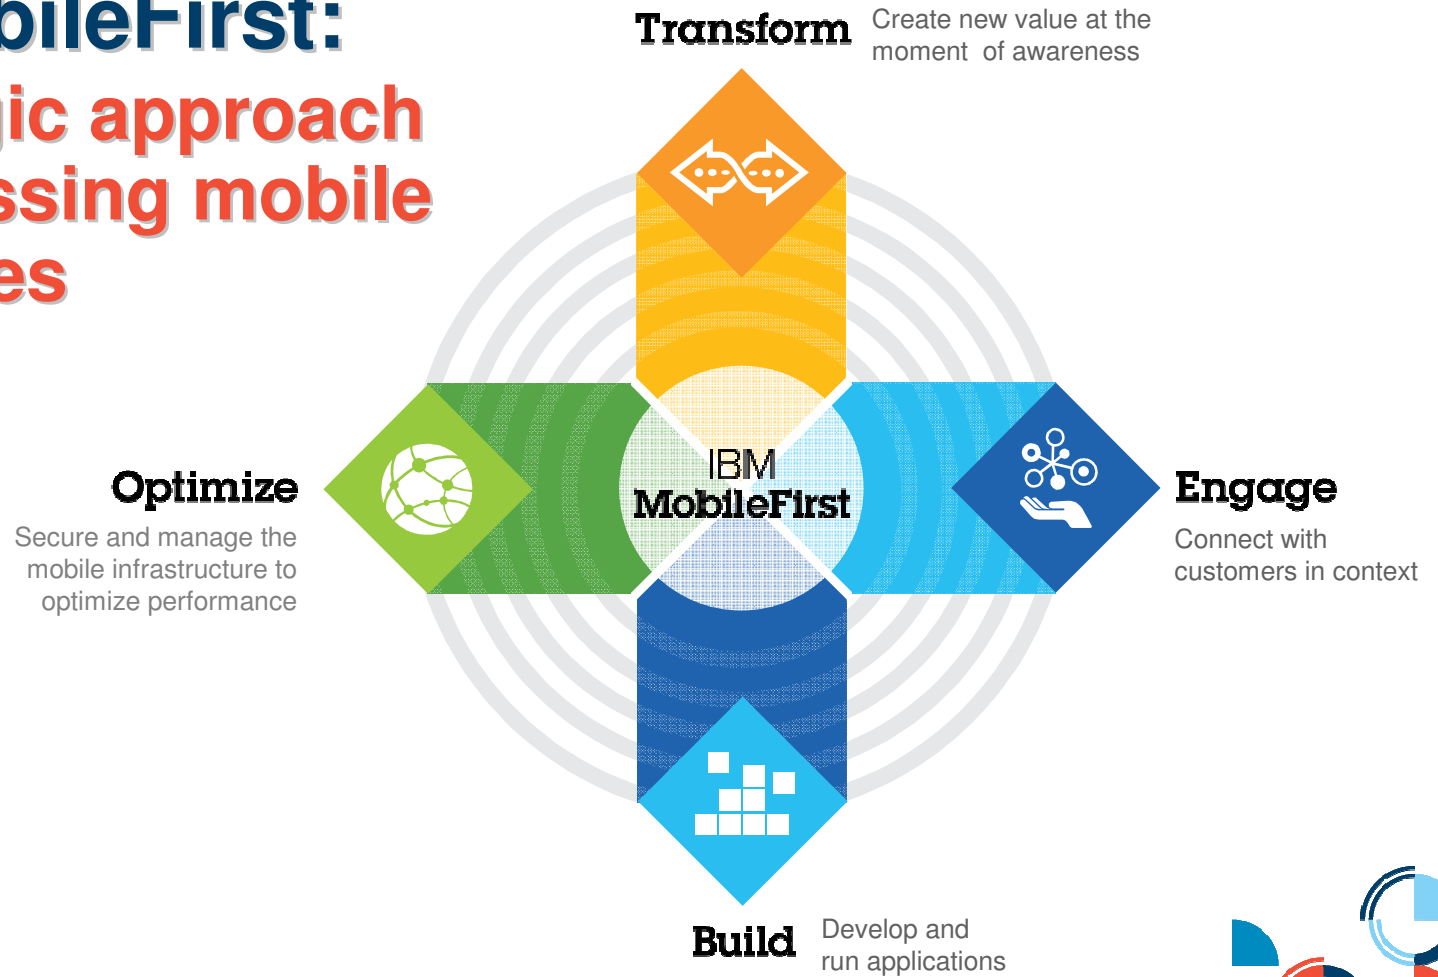 bileFirst:
gic approach
ssing mobile
es
Transform
Create new value at the
moment of awareness
Optimize
Secure and manage the
mobile infrastructure to
optimize performance
IBM
MobileFirst
Engage
Connect with
customers in context
Build
Develop and
run applications